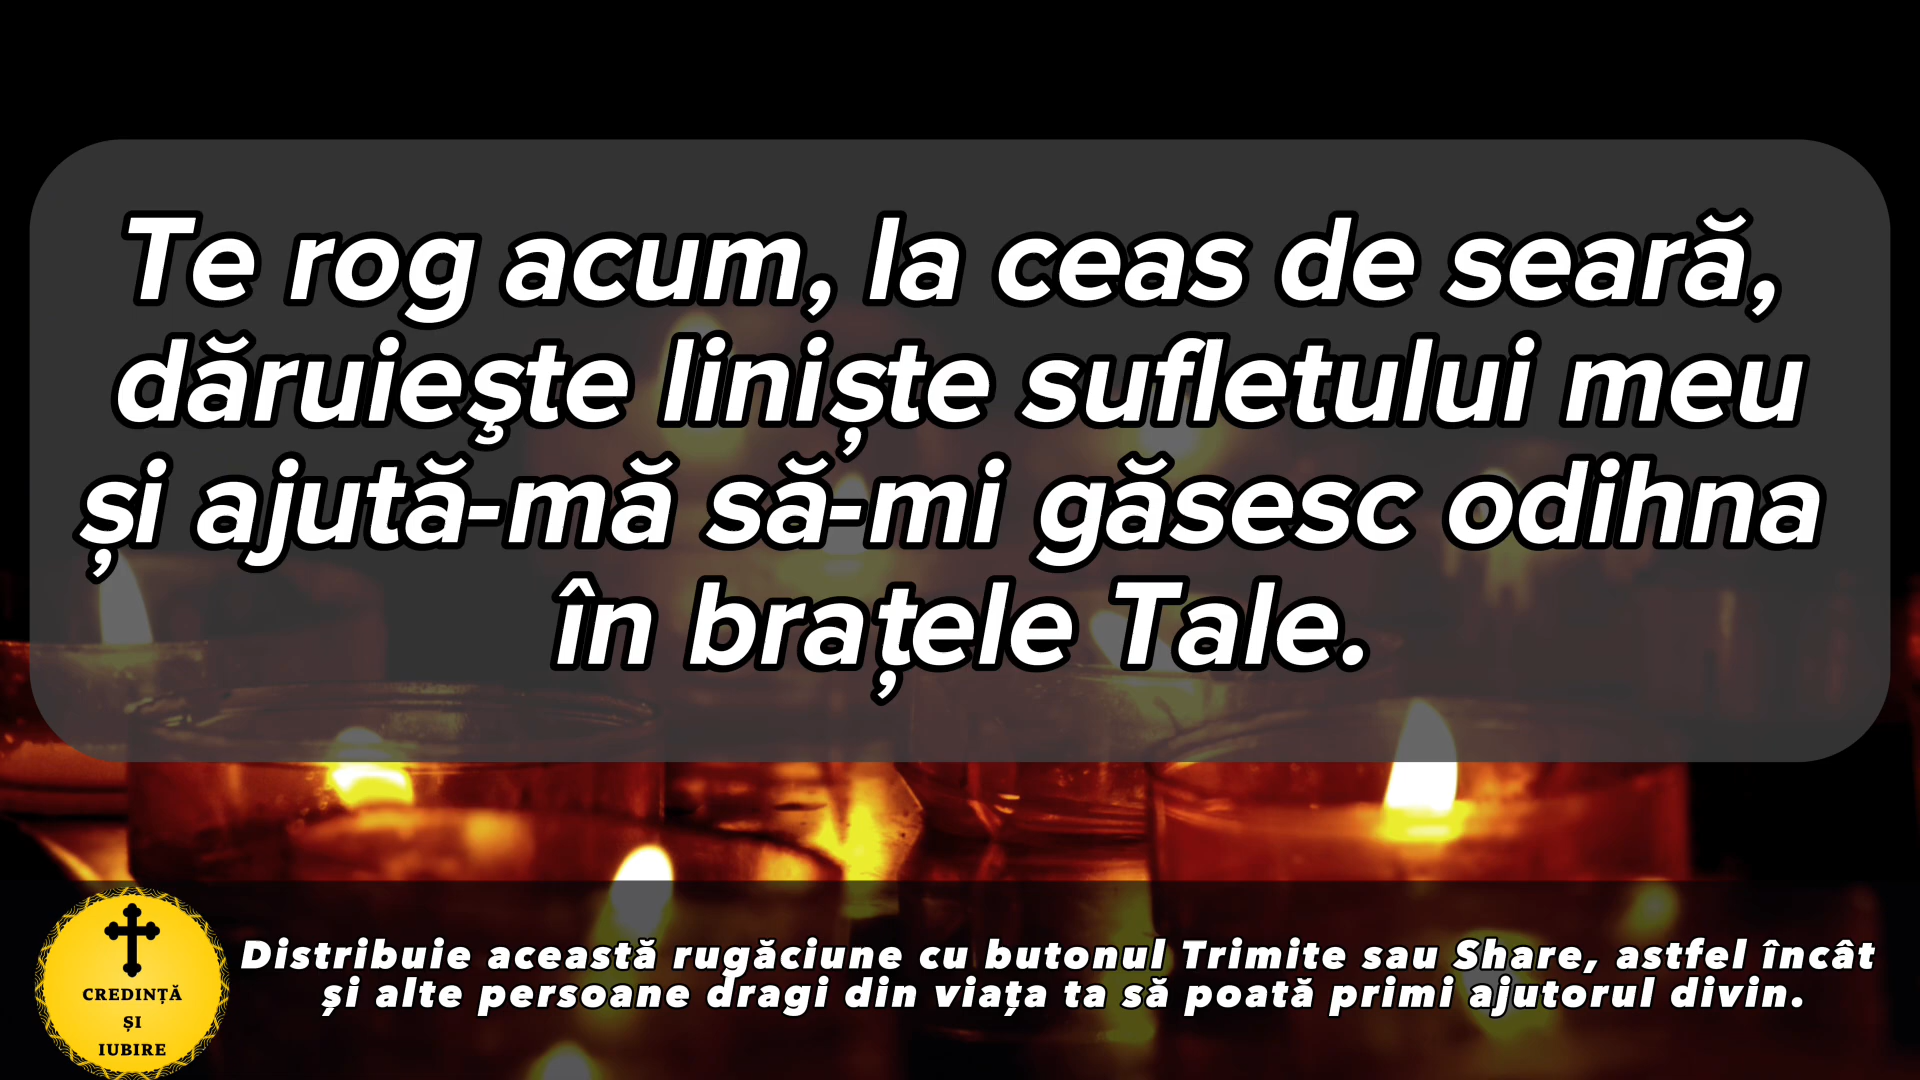 Te rog acum, la ceas de seară,
dăruieşte liniște sufletului meu
și ajută-mă să-mi găsesc odihna
în brațele Tale.
CREDINȚĂ
ȘI
IUBIRE
Distribuie această rugăciune cu butonul Trimite sau Share, astfel încât
și alte persoane dragi din viața ta să poată primi ajutorul divin.